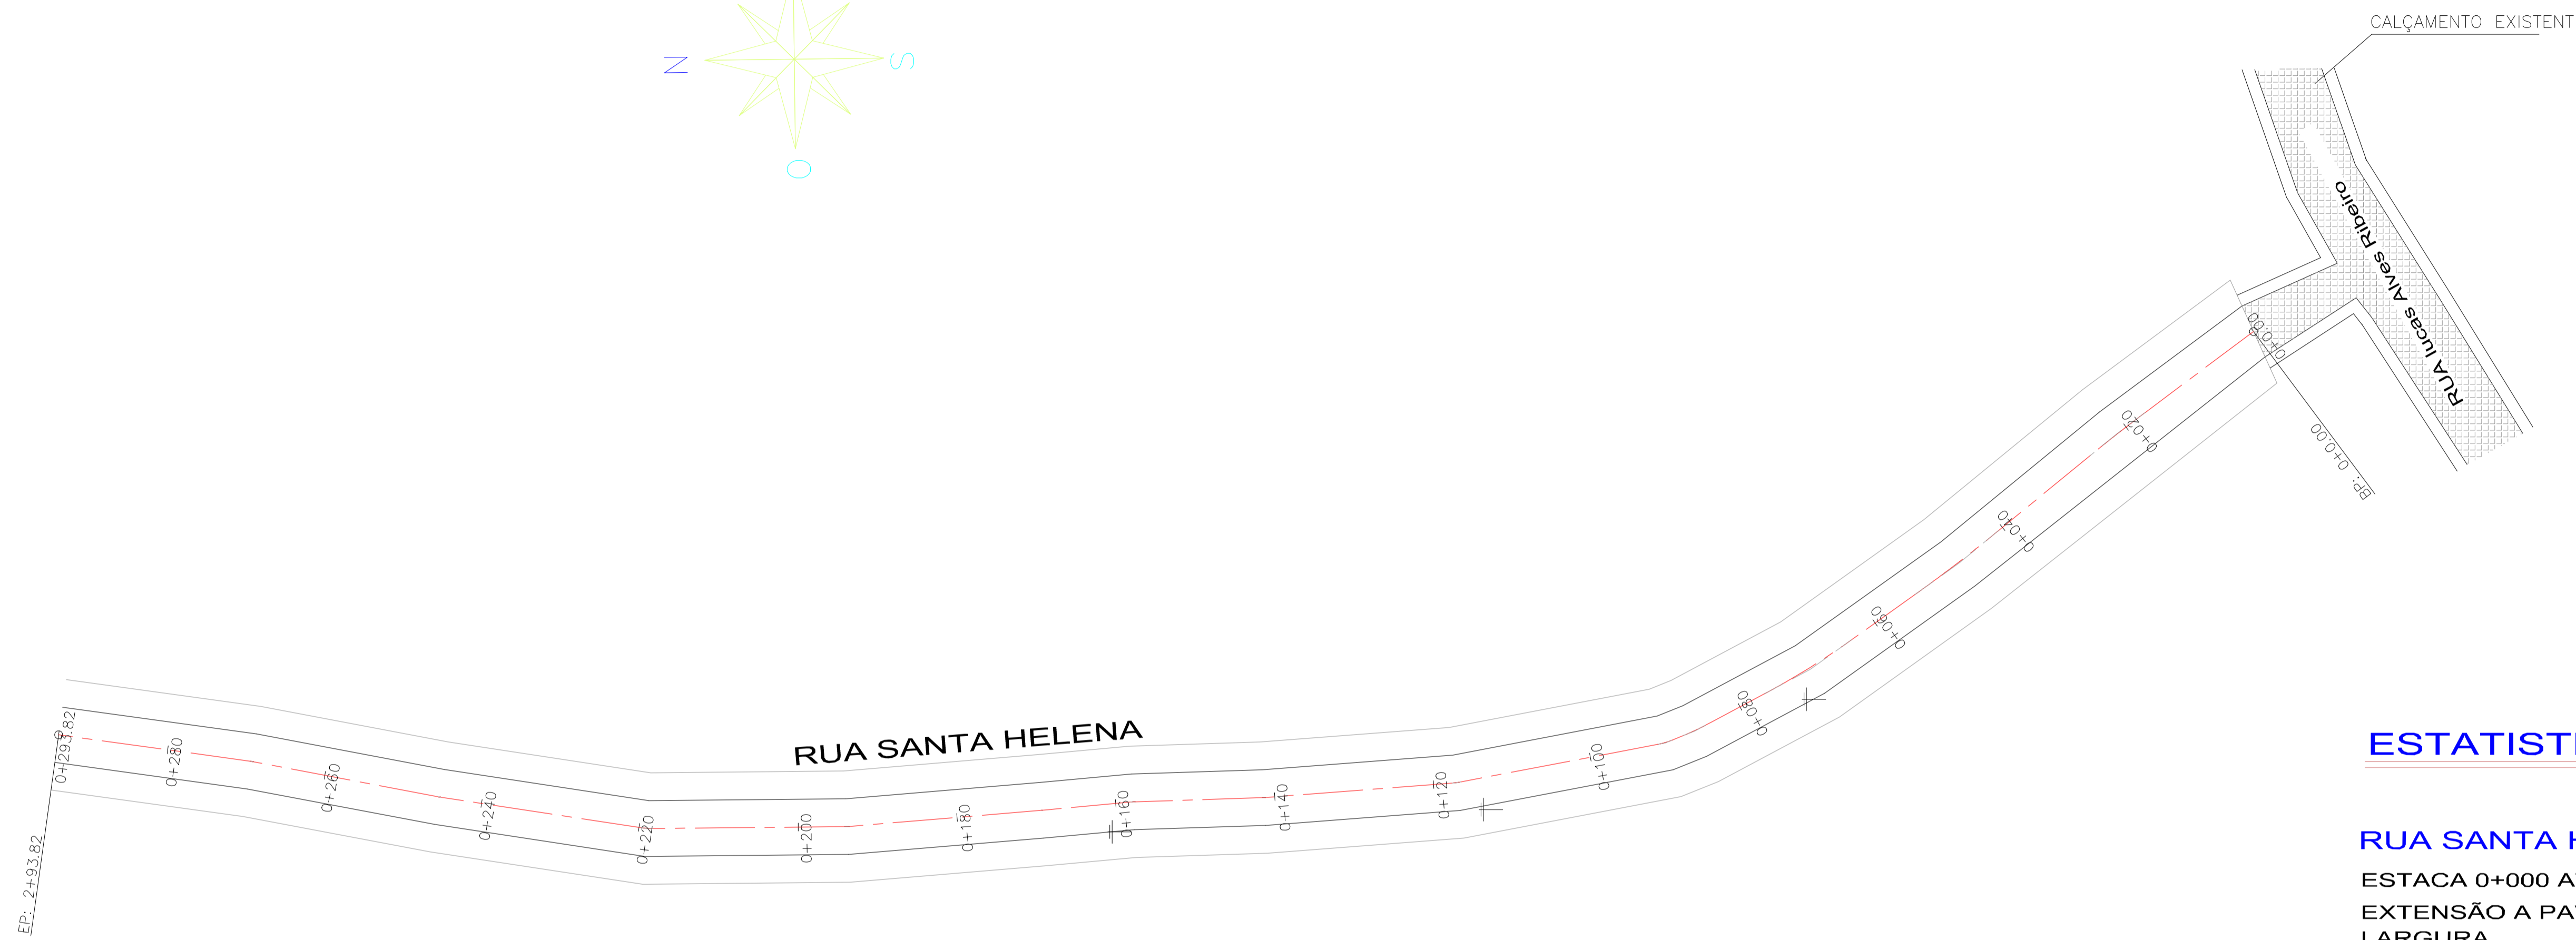 CALÇAMENTO EXISTENT
N
S
O
RUA lucas Alves Ribeiro
0+0.00
BP: 0+0.00
0+020
0+040
0+060
0+080
0+100
0+120
0+140
0+160
0+180
0+200
0+220
0+240
0+260
0+280
0+293.82
EP: 2+93.82
RUA SANTA HELENA
ESTATIST
RUA SANTA H
ESTACA 0+000 A
EXTENSÃO A PA
LARGURA